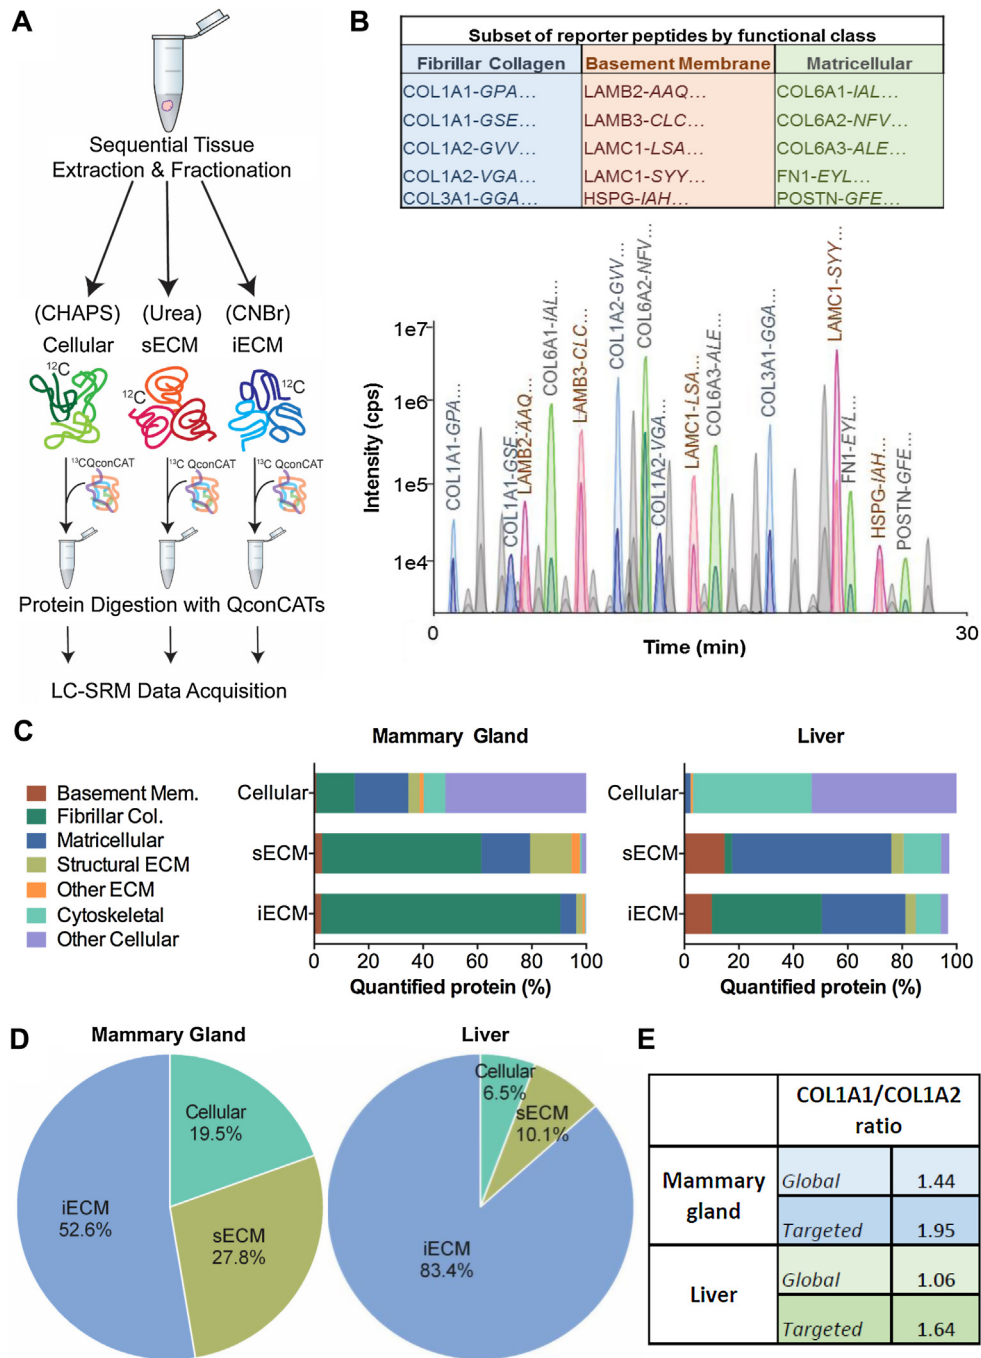 A
Sequential Tissue
Extraction & Fractionation
(CHAPS) (Urea) (CNBr)
Cellular sECM iECM
12C 12C 12C
13CQconCAT 13C QconCAT 13C QconCAT
Protein Digestion with QconCATs
LC-SRM Data Acquisition
B
Subset of reporter peptides by functional class
Fibrillar Collagen Basement Membrane Matricellular
COL1A1-GPA... LAMB2-AAQ... COL6A1-IAL...
COL1A1-GSE... LAMB3-CLC... COL6A2-NFV...
COL1A2-GVV... LAMC1-LSA... COL6A3-ALE...
COL1A2-VGA... LAMC1-SYY... FN1-EYL...
COL3A1-GGA... HSPG-IAH... POSTN-GFE...
Intensity (cps)
1e7
1e6
1e5
1e4
COL1A1-GPA...
COL1A1-GSE...
LAMB2-AAQ...
COL6A1-IAL...
LAMB3-CLC...
COL1A2-GVV...
COL6A2-NFV...
COL1A2-VGA...
LAMC1-LSA...
COL6A3-ALE...
COL3A1-GGA...
LAMC1-SYY...
FN1-EYL...
HSPG-IAH...
POSTN-GFE...
0 30
Time (min)
C
Basement Mem.
Fibrillar Col.
Matricellular
Structural ECM
Other ECM
Cytoskeletal
Other Cellular
Mammary Gland
Cellular
sECM
iECM
0 20 40 60 80 100
Quantified protein (%)
Liver
Cellular
sECM
iECM
0 20 40 60 80 100
Quantified protein (%)
D
Mammary Gland
Cellular
19.5%
iECM
52.6%
sECM
27.8%
Liver
Cellular
6.5%
sECM
10.1%
iECM
83.4%
E
COL1A1/COL1A2
ratio
Mammary
gland
Global 1.44
Targeted 1.95
Liver
Global 1.06
Targeted 1.64